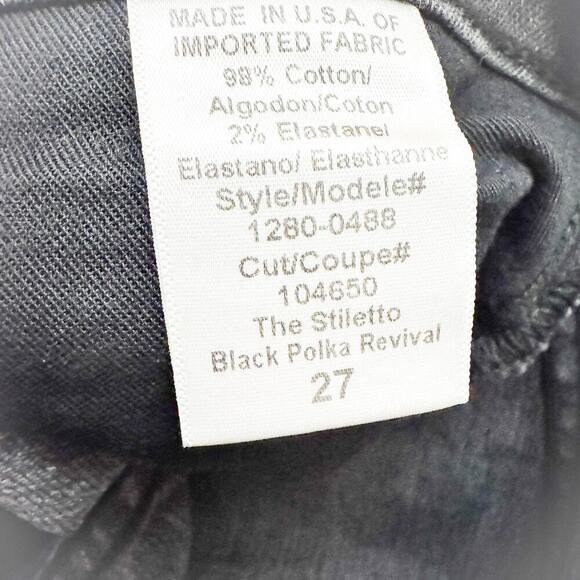 MADE IN U.S.A. OF
IMPORTED FABRIC
98% Cotton/
Algodon/Coton
2% Elastane/
Elastano/ Elasthanne
Style/Modele#
1280-0488
Cut/Coupe#
104650
The Stiletto
Black Polka Revival
27